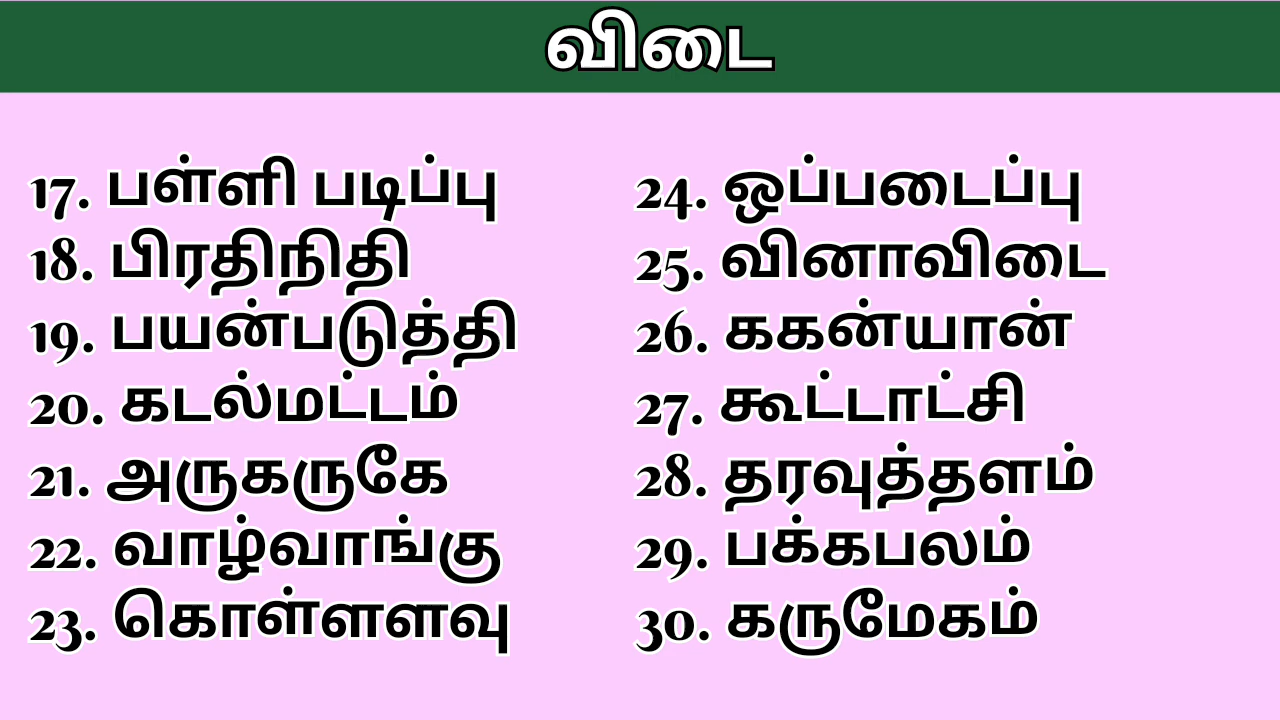 விடை
17. பள்ளி படிப்பு
18. பிரதிநிதி
19. பயன்படுத்தி
20. கடல்மட்டம்
21. அருகருகே
22. வாழ்வாங்கு
23. கொள்ளளவு
24. ஒப்படைப்பு
25. வினாவிடை
26. ககன்யான்
27. கூட்டாட்சி
28. தரவுத்தளம்
29. பக்கபலம்
30. கருமேகம்